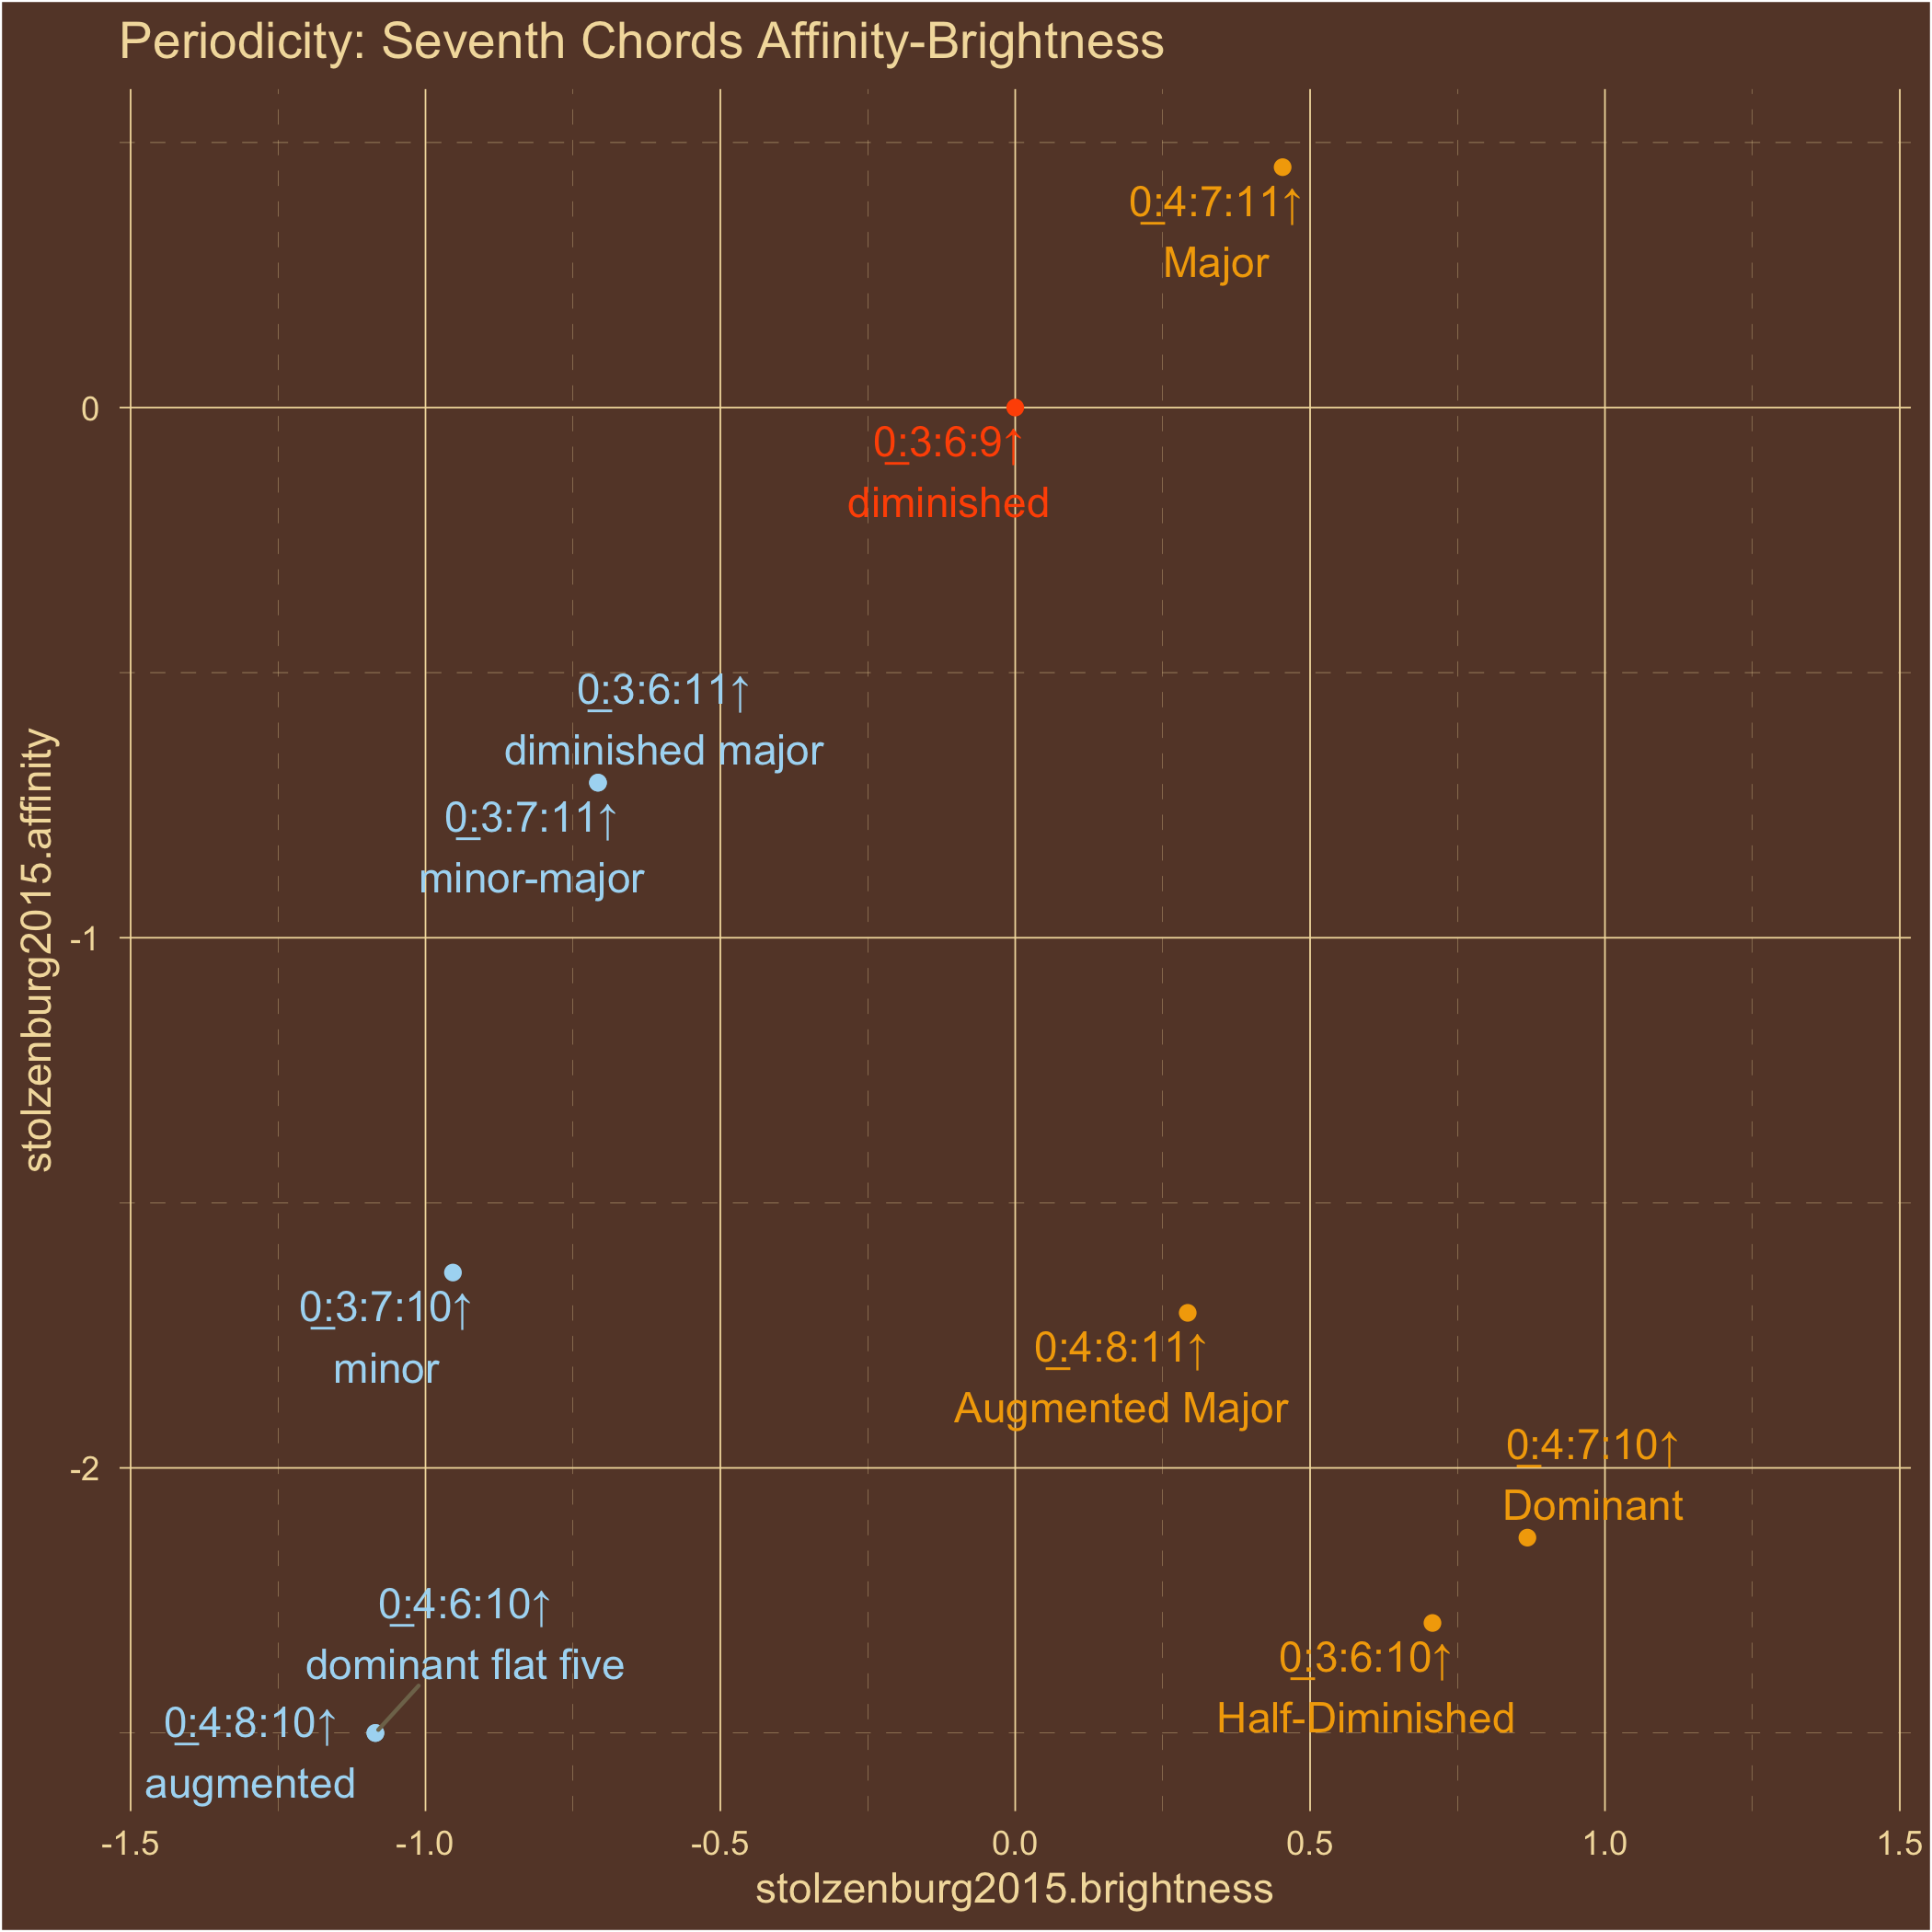 Periodicity: Seventh Chords Affinity-Brightness
0:4:7:11↑
Major
0
0:3:6:9↑
diminished
0:3:6:11↑
diminished major
0:3:7:11↑
minor-major
stolzenburg2015.affinity
-1
0:3:7:10↑
minor
0:4:8:11↑
Augmented Major
0:4:7:10↑
-2
Dominant
0:4:6:10↑
dominant flat five
0:3:6:10↑
Half-Diminished
0:4:8:10↑
augmented
-1.5 -1.0 -0.5 0.0 0.5 1.0 1.5
stolzenburg2015.brightness